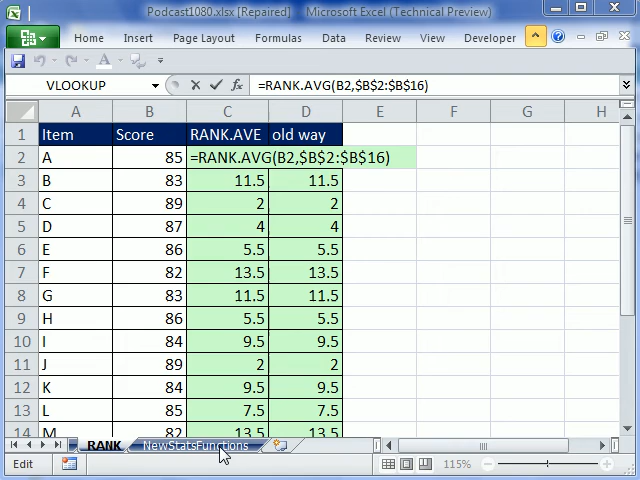 Podcast1080.xlsx [Repaired] - Microsoft Excel (Technical Preview)
Home Insert Page Layout Formulas Data Review View Developer
VLOOKUP fx =RANK.AVG(B2,$B$2:$B$16)
A B C D E F G H
1 Item Score RANK.AVE old way
2 A 85 =RANK.AVG(B2,$B$2:$B$16)
3 B 83 11.5 11.5
4 C 89 2 2
5 D 87 4 4
6 E 86 5.5 5.5
7 F 82 13.5 13.5
8 G 83 11.5 11.5
9 H 86 5.5 5.5
10 I 84 9.5 9.5
11 J 89 2 2
12 K 84 9.5 9.5
13 L 85 7.5 7.5
14 M 82 13.5 13.5
RANK NewStatsFunctions
Edit 115%